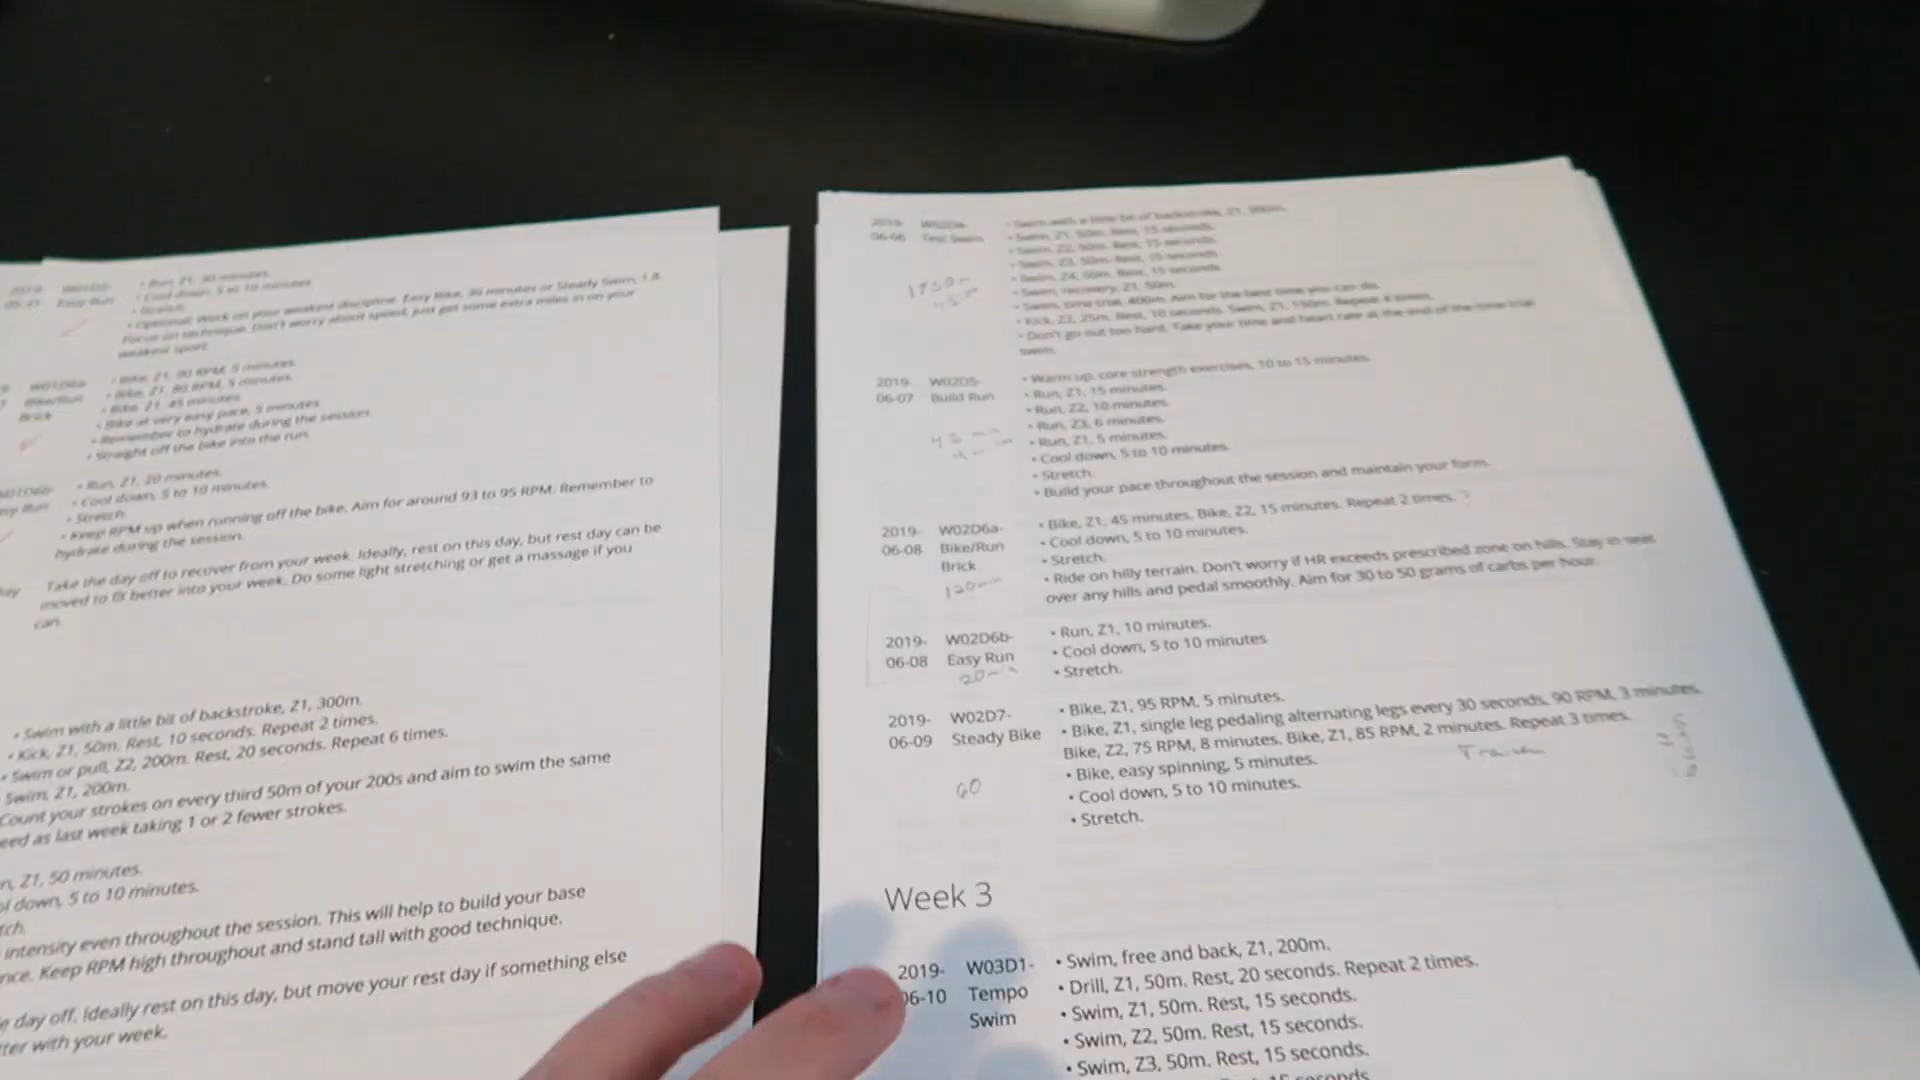 • Run, Z1, 30 minutes.
Easy Run • Cool down, 5 to 10 minutes.
• Stretch.
• Optional: Work on your weakest discipline. Easy Bike, 30 minutes or Steady Swim, 1.8
Focus on technique. Don't worry about speed, just get some extra miles in on your
weakest sport.
W01D6a- • Bike, Z1, 90 RPM, 5 minutes.
Bike/Run
Brick
• Bike, Z1, 45 minutes.
• Bike at very easy pace, 5 minutes.
• Remember to hydrate during the session.
• Straight off the bike into the run.
• Run, Z1, 20 minutes.
• Cool down, 5 to 10 minutes.
• Stretch.
• Keep RPM up when running off the bike. Aim for around 93 to 95 RPM. Remember to
hydrate during the session.
Take the day off to recover from your week. Ideally, rest on this day, but rest day can be
moved to fit better into your week. Do some light stretching or get a massage if you
can.
• Swim with a little bit of backstroke, Z1, 300m.
• Kick, Z1, 50m. Rest, 10 seconds. Repeat 2 times.
• Swim or pull, Z2, 200m. Rest, 20 seconds. Repeat 6 times.
Swim, Z1, 200m.
Count your strokes on every third 50m of your 200s and aim to swim the same
eed as last week taking 1 or 2 fewer strokes.
n, Z1, 50 minutes.
ol down, 5 to 10 minutes.
tch.
intensity even throughout the session. This will help to build your base
nce. Keep RPM high throughout and stand tall with good technique.
e day off. Ideally rest on this day, but move your rest day if something else
tter with your week.
2019-
06-06 Test Swim
• Swim with a little bit of backstroke, Z1, 300m.
• Swim, Z1, 50m. Rest, 15 seconds.
• Swim, Z2, 50m. Rest, 15 seconds.
• Swim, Z3, 50m. Rest, 15 seconds.
• Swim, Z4, 50m. Rest, 15 seconds.
• Swim, recovery, Z1, 50m.
• Swim, time trial, 400m. Aim for the best time you can do.
• Kick, Z2, 25m. Rest, 10 seconds. Swim, Z1, 150m. Repeat 4 times.
• Don't go out too hard. Take your time and heart rate at the end of the time trial
swim.
2019- W02D5-
06-07 Build Run
• Warm up, core strength exercises, 10 to 15 minutes.
• Run, Z1, 15 minutes.
• Run, Z2, 10 minutes.
• Run, Z3, 6 minutes.
• Run, Z1, 5 minutes.
• Cool down, 5 to 10 minutes.
• Stretch.
• Build your pace throughout the session and maintain your form.
2019- W02D6a-
06-08 Bike/Run
Brick
120min
• Bike, Z1, 45 minutes. Bike, Z2, 15 minutes. Repeat 2 times.
• Cool down, 5 to 10 minutes.
• Stretch.
• Ride on hilly terrain. Don't worry if HR exceeds prescribed zone on hills. Stay in seat
over any hills and pedal smoothly. Aim for 30 to 50 grams of carbs per hour.
2019- W02D6b-
06-08 Easy Run
20min
• Run, Z1, 10 minutes.
• Cool down, 5 to 10 minutes
• Stretch.
2019- W02D7-
06-09 Steady Bike
60
• Bike, Z1, 95 RPM, 5 minutes.
• Bike, Z1, single leg pedaling alternating legs every 30 seconds, 90 RPM, 3 minutes.
Bike, Z2, 75 RPM, 8 minutes. Bike, Z1, 85 RPM, 2 minutes. Repeat 3 times.
• Bike, easy spinning, 5 minutes.
• Cool down, 5 to 10 minutes.
• Stretch.
Week 3
2019- W03D1-
06-10 Tempo
Swim
• Swim, free and back, Z1, 200m.
• Drill, Z1, 50m. Rest, 20 seconds. Repeat 2 times.
• Swim, Z1, 50m. Rest, 15 seconds.
• Swim, Z2, 50m. Rest, 15 seconds.
• Swim, Z3, 50m. Rest, 15 seconds.